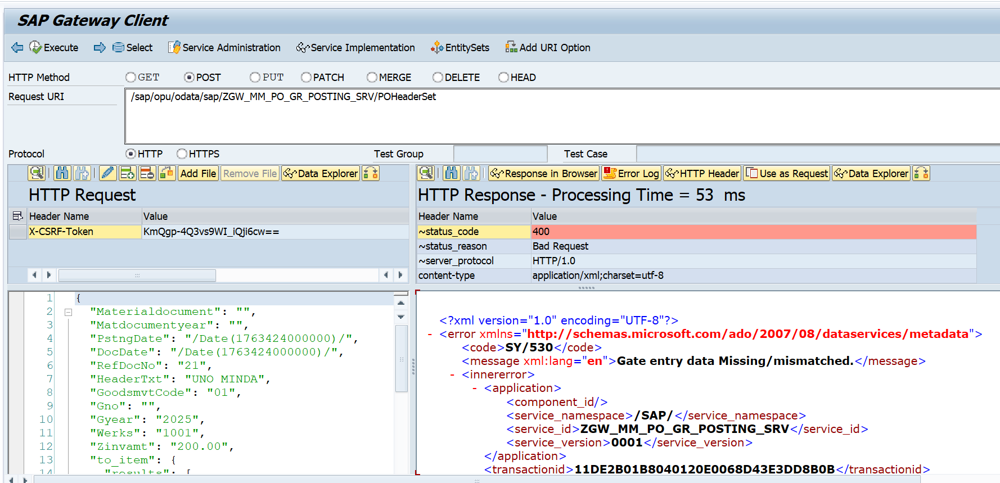 SAP Gateway Client
Execute Select Service Administration Service Implementation EntitySets Add URI Option
HTTP Method GET POST PUT PATCH MERGE DELETE HEAD
Request URI /sap/opu/odata/sap/ZGW_MM_PO_GR_POSTING_SRV/POHeaderSet
Protocol HTTP HTTPS Test Group Test Case
Add File Remove File Data Explorer
HTTP Request
Header Name Value
X-CSRF-Token KmQgp-4Q3vs9WI_iQji6cw==
1 {
2 "Materialdocument": "",
3 "Matdocumentyear": "",
4 "PstngDate": "/Date(1763424000000)/",
5 "DocDate": "/Date(1763424000000)/",
6 "RefDocNo": "21",
7 "HeaderTxt": "UNO MINDA",
8 "GoodsmvtCode": "01",
9 "Gno": "",
10 "Gyear": "2025",
11 "Werks": "1001",
12 "Zinvamt": "200.00",
13 "to_item": {
14 "results": [
Response in Browser Error Log HTTP Header Use as Request Data Explorer
HTTP Response - Processing Time = 53 ms
Header Name Value
~status_code 400
~status_reason Bad Request
~server_protocol HTTP/1.0
content-type application/xml;charset=utf-8
<?xml version="1.0" encoding="UTF-8"?>
- <error xmlns="http://schemas.microsoft.com/ado/2007/08/dataservices/metadata">
<code>SY/530</code>
<message xml:lang="en">Gate entry data Missing/mismatched.</message>
- <innererror>
- <application>
<component_id/>
<service_namespace>/SAP/</service_namespace>
<service_id>ZGW_MM_PO_GR_POSTING_SRV</service_id>
<service_version>0001</service_version>
</application>
<transactionid>11DE2B01B8040120E0068D43E3DD8B0B</transactionid>